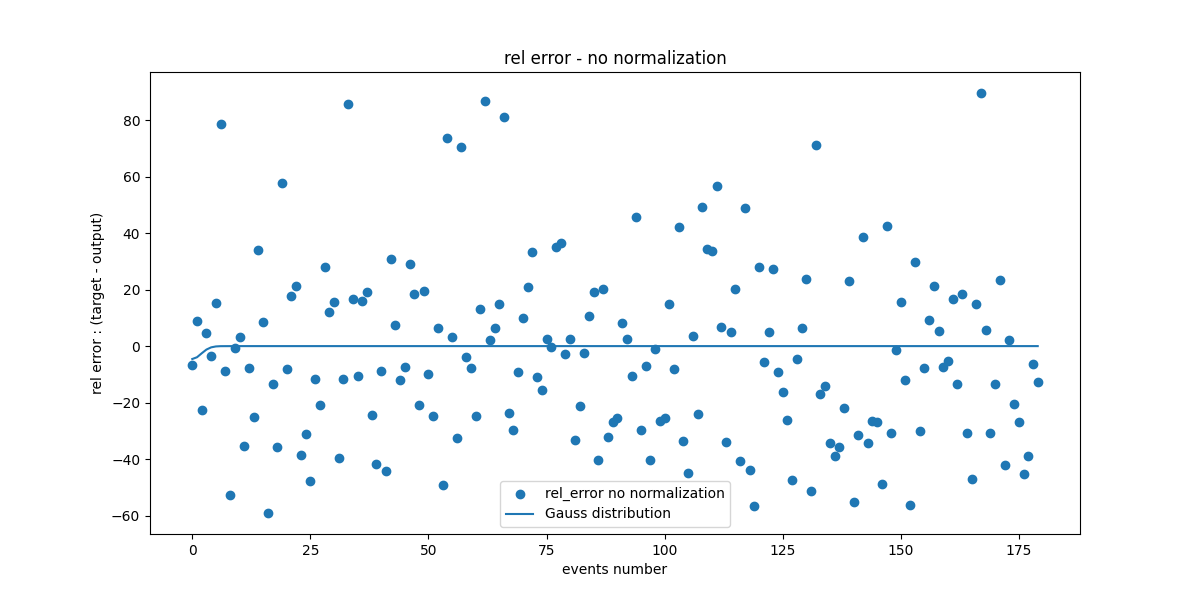 rel error - no normalization
80
60
40
20
0
−20
−40
−60
rel error : (target - output)
rel_error no normalization
Gauss distribution
0 25 50 75 100 125 150 175
events number